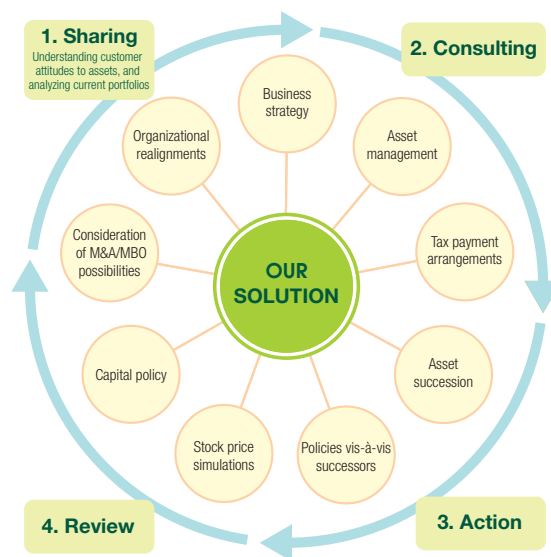 1. Sharing
Understanding customer
attitudes to assets, and
analyzing current portfolios
2. Consulting
Business
strategy
Organizational
realignments
Asset
management
Consideration
of M&A/MBO
possibilities
Tax payment
arrangements
OUR
SOLUTION
Capital policy
Asset
succession
Stock price
simulations
Policies vis-à-vis
successors
4. Review
3. Action